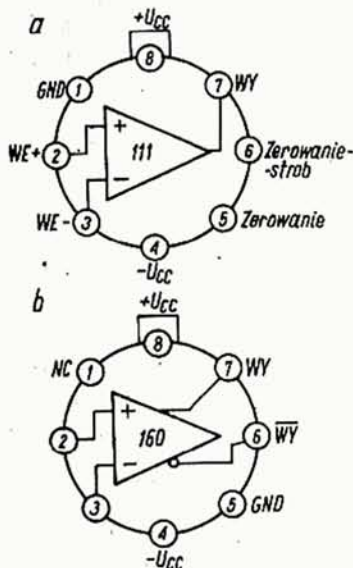 a
+UCC
8
GND 1
7 WY
+
111
WE+ 2
6 Zerowanie-
-strob
-
WE- 3
5 Zerowanie
4
-UCC
b
+UCC
8
NC 1
7 WY
+
160
2
6 WY
-
3
5 GND
4
-UCC